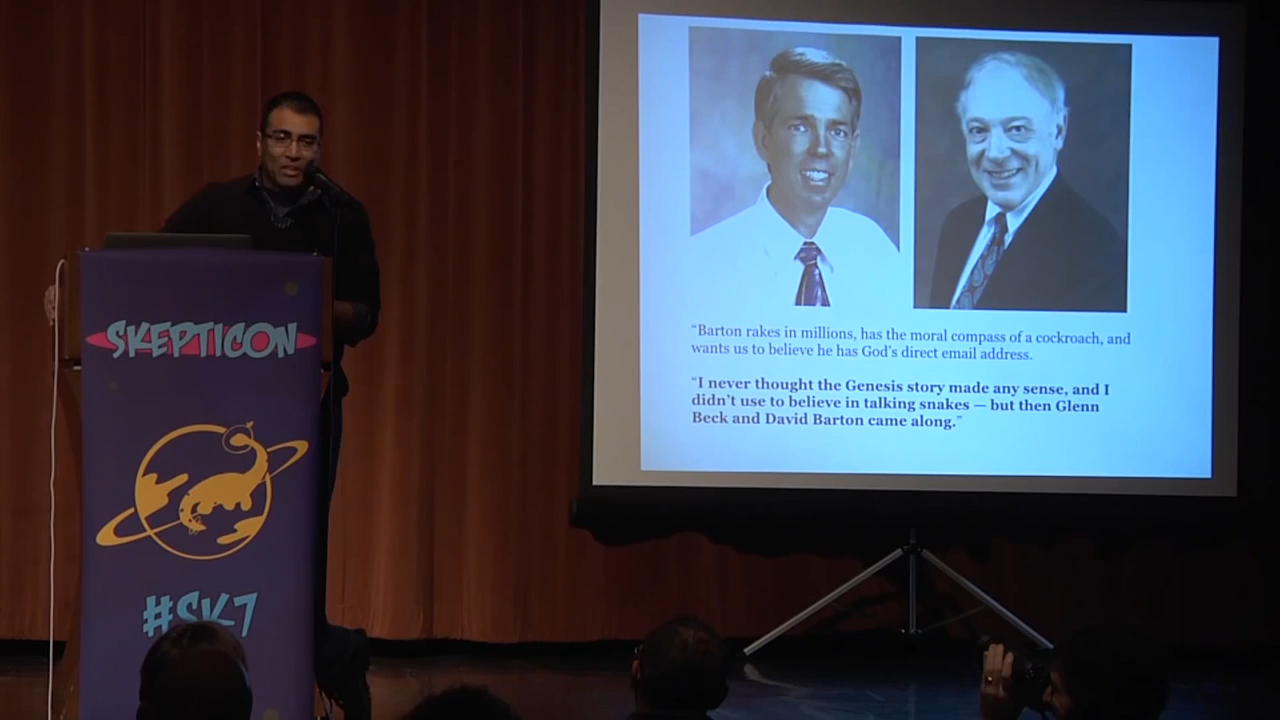 SKEPTICON
#SK7
“Barton rakes in millions, has the moral compass of a cockroach, and
wants us to believe he has God’s direct email address.
“I never thought the Genesis story made any sense, and I
didn’t use to believe in talking snakes — but then Glenn
Beck and David Barton came along.”